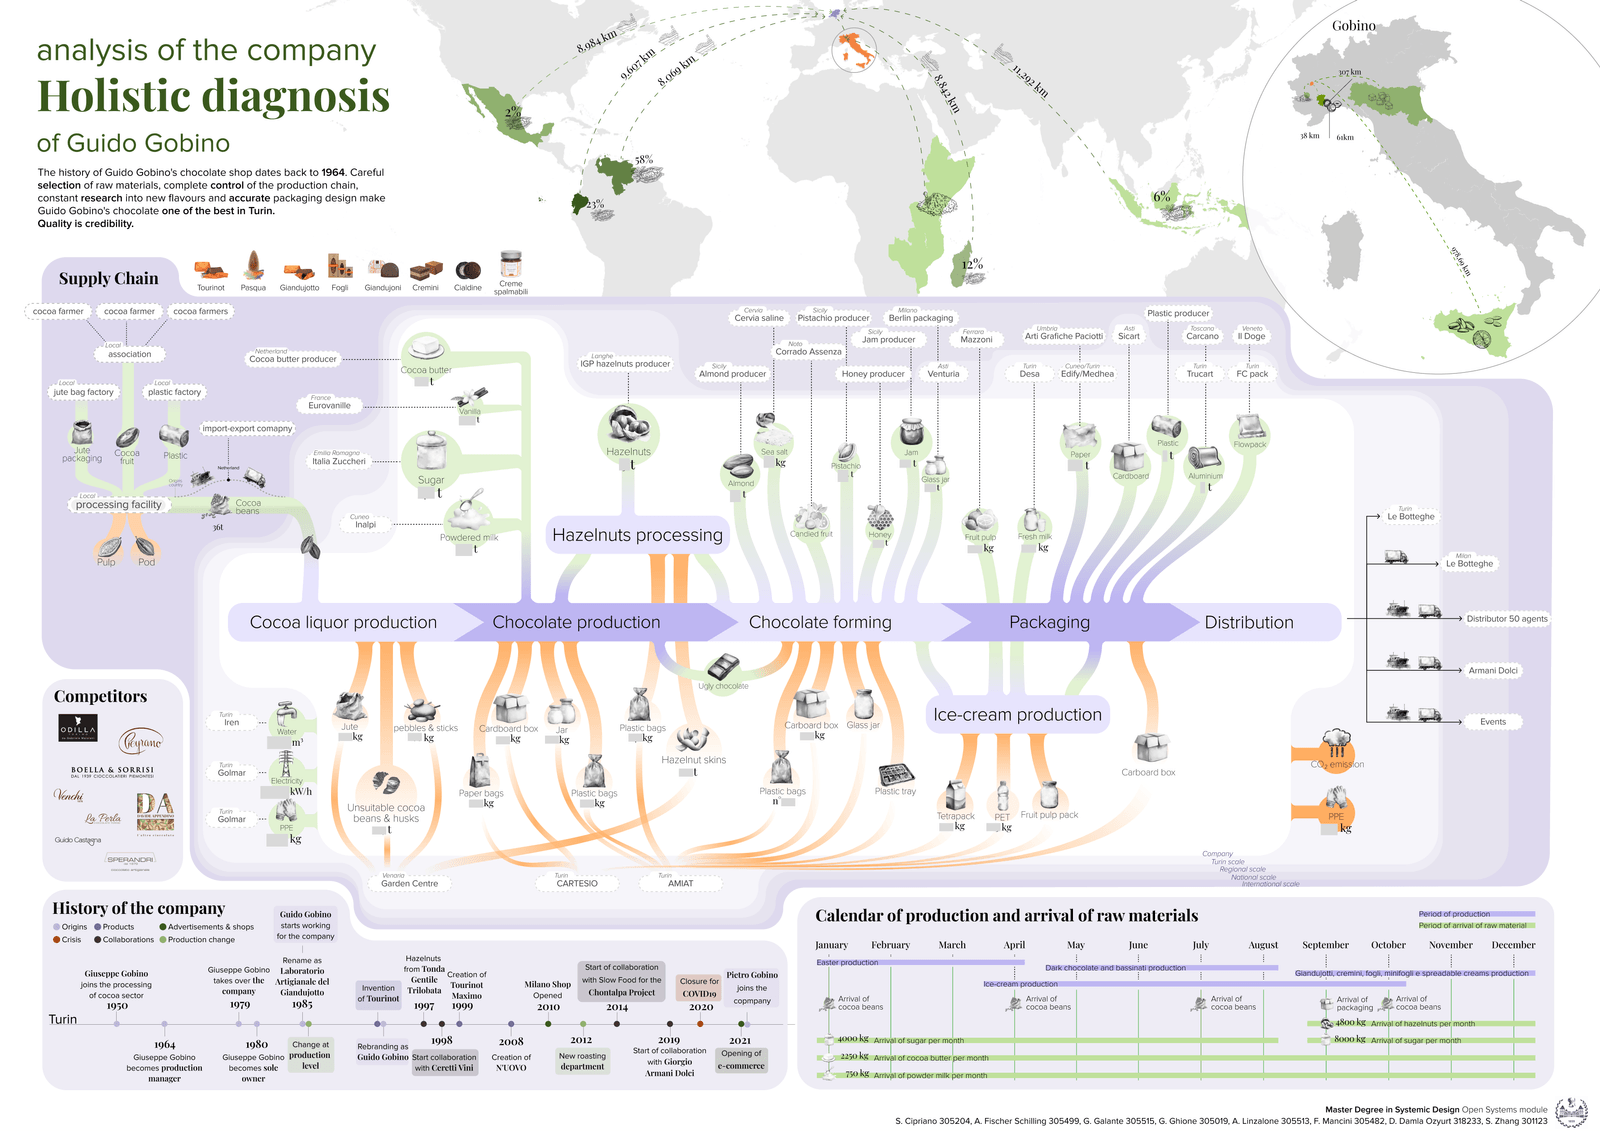 analysis of the company
Holistic diagnosis
of Guido Gobino
The history of Guido Gobino's chocolate shop dates back to 1964. Careful
selection of raw materials, complete control of the production chain,
constant research into new flavours and accurate packaging design make
Guido Gobino's chocolate one of the best in Turin.
Quality is credibility.
8.984 km
9.607 km
8.069 km
8.842 km
11.292 km
2%
58%
23%
12%
6%
Gobino
307 km
38 km
61km
978,69 km
Tourinot
Pasqua
Giandujotto
Fogli
Giandujoni
Cremini
Cialdine
Creme
spalmabili
Supply Chain
cocoa farmer
cocoa farmer
cocoa farmers
Local
association
Local
jute bag factory
Local
plastic factory
Jute
packaging
Cocoa
fruit
Plastic
import-export comapny
Netherland
Origin
country
Local
processing facility
Cocoa
beans
36t
Pulp
Pod
Netherland
Cocoa butter producer
France
Eurovanille
Emilia Romagna
Italia Zuccheri
Cuneo
Inalpi
Cocoa butter
t
Vanilla
t
Sugar
t
Powdered milk
t
Langhe
IGP hazelnuts producer
Hazelnuts
t
Hazelnuts processing
Cervia
Cervia saline
Sicily
Pistachio producer
Milano
Berlin packaging
Noto
Corrado Assenza
Sicily
Jam producer
Ferrara
Mazzoni
Sicily
Almond producer
Honey producer
Asti
Venturia
Umbria
Arti Grafiche Paciotti
Asti
Sicart
Plastic producer
Toscana
Carcano
Veneto
Il Doge
Turin
Desa
Cuneo/Turin
Edify/Medhea
Turin
Trucart
Turin
FC pack
Almond
t
Sea salt
kg
Candied fruit
Pistachio
t
Honey
t
Jam
t
Glass jar
t
Fruit pulp
kg
Fresh milk
kg
Paper
t
Cardboard
Plastic
t
Aluminium
t
Flowpack
Cocoa liquor production
Chocolate production
Chocolate forming
Packaging
Distribution
Turin
Le Botteghe
Milan
Le Botteghe
Distributor 50 agents
Armani Dolci
Events
Ugly chocolate
Ice-cream production
Turin
Iren
Water
m³
Turin
Golmar
Electricity
kW/h
Turin
Golmar
PPE
kg
Jute
kg
pebbles & sticks
kg
Unsuitable cocoa
beans & husks
t
Cardboard box
kg
Paper bags
kg
Jar
kg
Plastic bags
kg
Plastic bags
kg
Hazelnut skins
t
Carboard box
kg
Plastic bags
n°
Glass jar
Plastic tray
Tetrapack
kg
PET
kg
Fruit pulp pack
Carboard box
CO₂ emission
PPE
kg
Venaria
Garden Centre
Turin
CARTESIO
Turin
AMIAT
Company
Turin scale
Regional scale
National scale
International scale
Competitors
ODILLA
Peyrano
BOELLA & SORRISI
DAL 1939 CIOCCOLATIERI PIEMONTESI
Venchi
La Perla
DA
Guido Castagna
SPERANDRI
History of the company
Origins
Products
Advertisements & shops
Crisis
Collaborations
Production change
Turin
Giuseppe Gobino
joins the processing
of cocoa sector
1950
1964
Giuseppe Gobino
becomes production
manager
Giuseppe Gobino
takes over the
company
1979
1980
Giuseppe Gobino
becomes sole
owner
Guido Gobino
starts working
for the company
Rename as
Laboratorio
Artigianale del
Giandujotto
1985
Change at
production
level
Invention
of Tourinot
Rebranding as
Guido Gobino
Hazelnuts
from Tonda
Gentile
Trilobata
1997
1998
Start collaboration
with Ceretti Vini
Creation of
Tourinot
Maximo
1999
2008
Creation of
N'UOVO
Milano Shop
Opened
2010
2012
New roasting
department
Start of collaboration
with Slow Food for the
Chontalpa Project
2014
2019
Start of collaboration
with Giorgio
Armani Dolci
Closure for
COVID19
2020
Pietro Gobino
joins the
copmpany
2021
Opening of
e-commerce
Calendar of production and arrival of raw materials
Period of production
Period of arrival of raw material
January
February
March
April
May
June
July
August
September
October
November
December
Easter production
Dark chocolate and bassinati production
Giandujotti, cremini, fogli, minifogli e spreadable creams production
Ice-cream production
Arrival of
cocoa beans
Arrival of
cocoa beans
Arrival of
cocoa beans
Arrival of
packaging
Arrival of
cocoa beans
4800 kg Arrival of hazelnuts per month
4000 kg Arrival of sugar per month
8000 kg Arrival of sugar per month
2250 kg Arrival of cocoa butter per month
750 kg Arrival of powder milk per month
Master Degree in Systemic Design Open Systems module
S. Cipriano 305204, A. Fischer Schilling 305499, G. Galante 305515, G. Ghione 305019, A. Linzalone 305513, F. Mancini 305482, D. Damla Ozyurt 318233, S. Zhang 301123